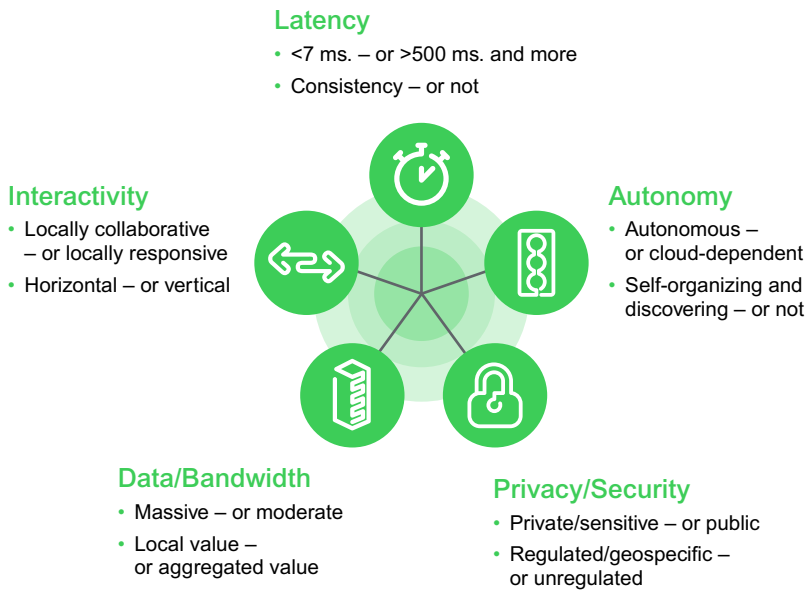 Latency
• <7 ms. – or >500 ms. and more
• Consistency – or not
Interactivity
• Locally collaborative
– or locally responsive
• Horizontal – or vertical
Autonomy
• Autonomous –
or cloud-dependent
• Self-organizing and
discovering – or not
Data/Bandwidth
• Massive – or moderate
• Local value –
or aggregated value
Privacy/Security
• Private/sensitive – or public
• Regulated/geospecific –
or unregulated